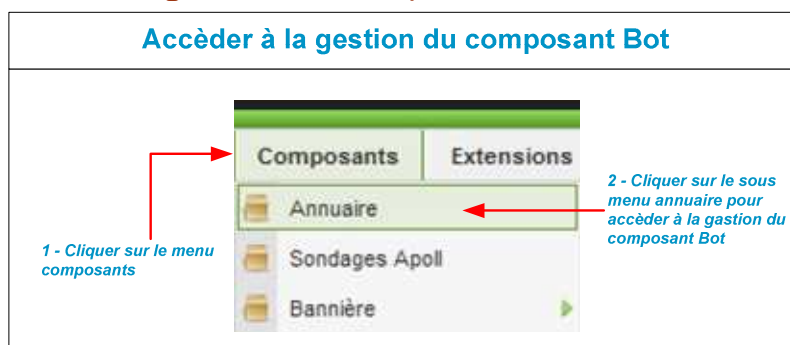 Accèder à la gestion du composant Bot
Composants
Extensions
Annuaire
Sondages Apoll
Bannière
1 - Cliquer sur le menu
composants
2 - Cliquer sur le sous
menu annuaire pour
accèder à la gastion du
composant Bot